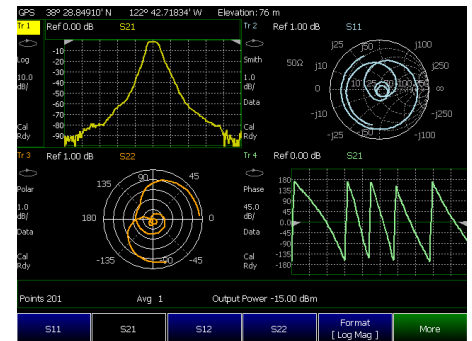 GPS 38º 28.84910' N 122º 42.71834' W Elevation: 76 m
Tr 1 Ref 0.00 dB S21
Log
10.0
dB/
Cal
Rdy
-10
-20
-30
-40
-50
-60
-70
-80
-90
Tr 2 Ref 1.00 dB S11
Smith
1.0
dB/
Data
Cal
Rdy
50Ω
j25
j50
j100
j10
j250
0
10
25
∞
-j10
-j25
-j100
Tr 3 Ref 1.00 dB S22
Polar
1.0
dB/
Data
Cal
Rdy
90
135
45
180
0
-135
-90
-45
Tr 4 Ref 0.00 dB S21
Phase
45.0
dB/
Data
Cal
Rdy
180
135
90
45
0.0
-45
-90
-135
-180
Points 201 Avg 1 Output Power -15.00 dBm
S11 S21 S12 S22 Format More
[ Log Mag ]